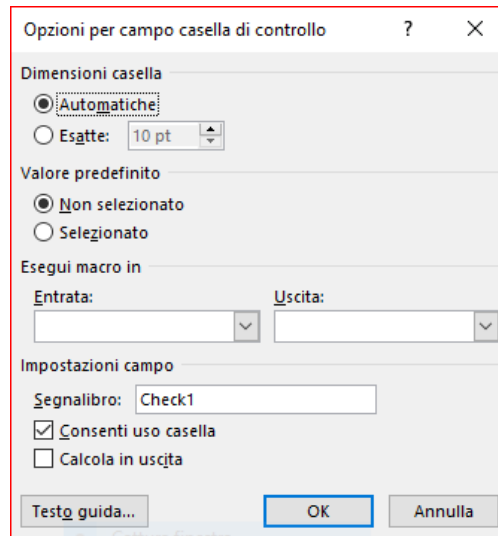 Opzioni per campo casella di controllo ? ×
Dimensioni casella
Automatiche
Esatte: 10 pt
Valore predefinito
Non selezionato
Selezionato
Esegui macro in
Entrata: Uscita:
Impostazioni campo
Segnalibro: Check1
Consenti uso casella
Calcola in uscita
Testo guida... OK Annulla